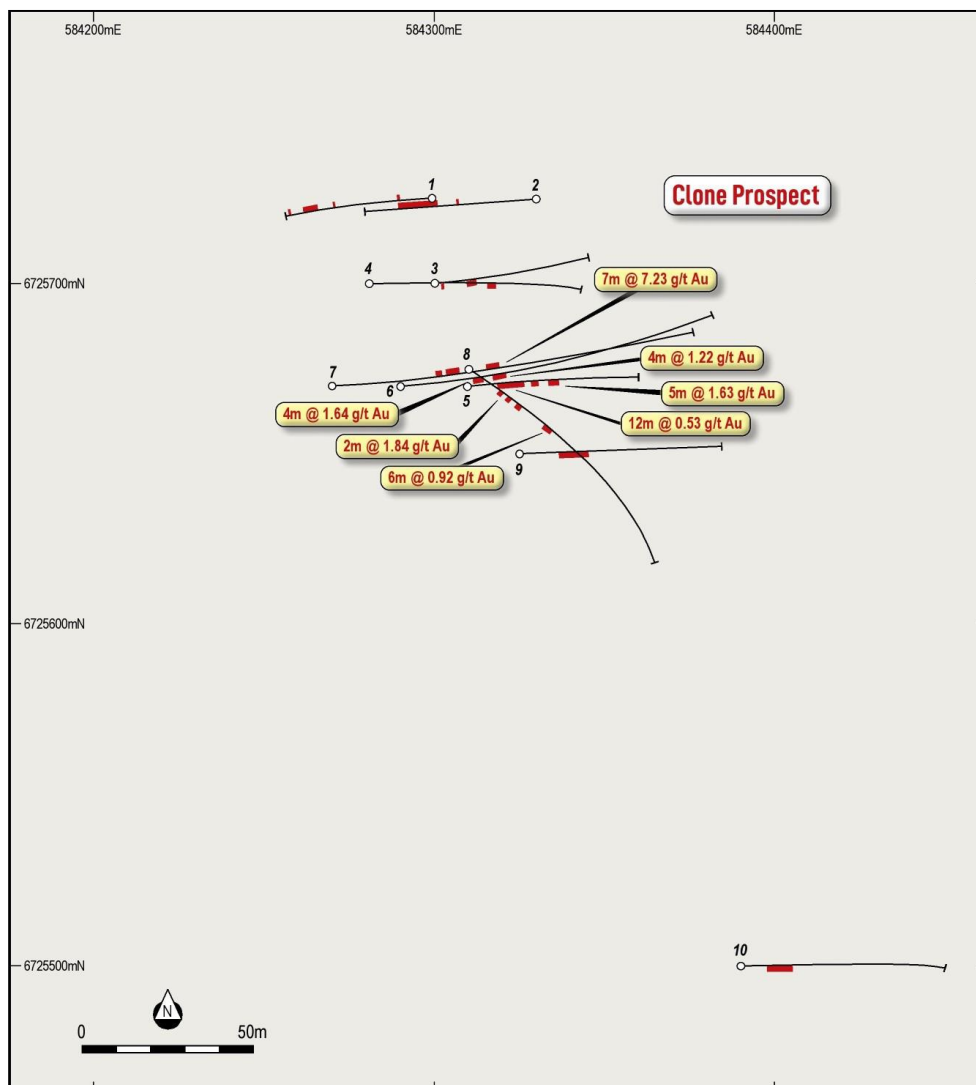 584200mE
584300mE
584400mE
1
2
Clone Prospect
4
3
7m @ 7.23 g/t Au
6725700mN
8
4m @ 1.22 g/t Au
7
6
5
5m @ 1.63 g/t Au
4m @ 1.64 g/t Au
12m @ 0.53 g/t Au
2m @ 1.84 g/t Au
9
6m @ 0.92 g/t Au
6725600mN
10
6725500mN
N
0
50m